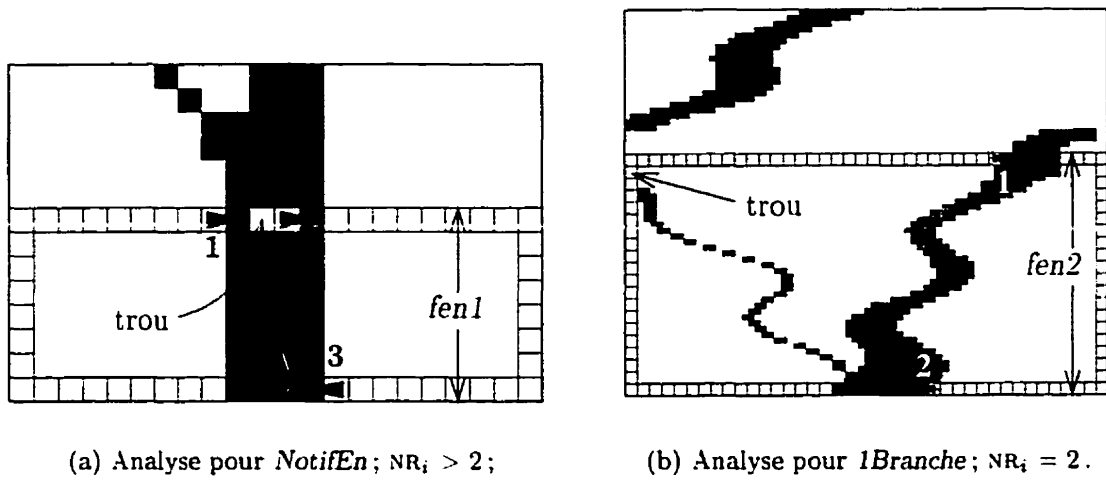 1
trou
fen1
3
(a) Analyse pour NotifEn; NRi > 2;
1
trou
fen2
2
(b) Analyse pour 1Branche; NRi = 2.